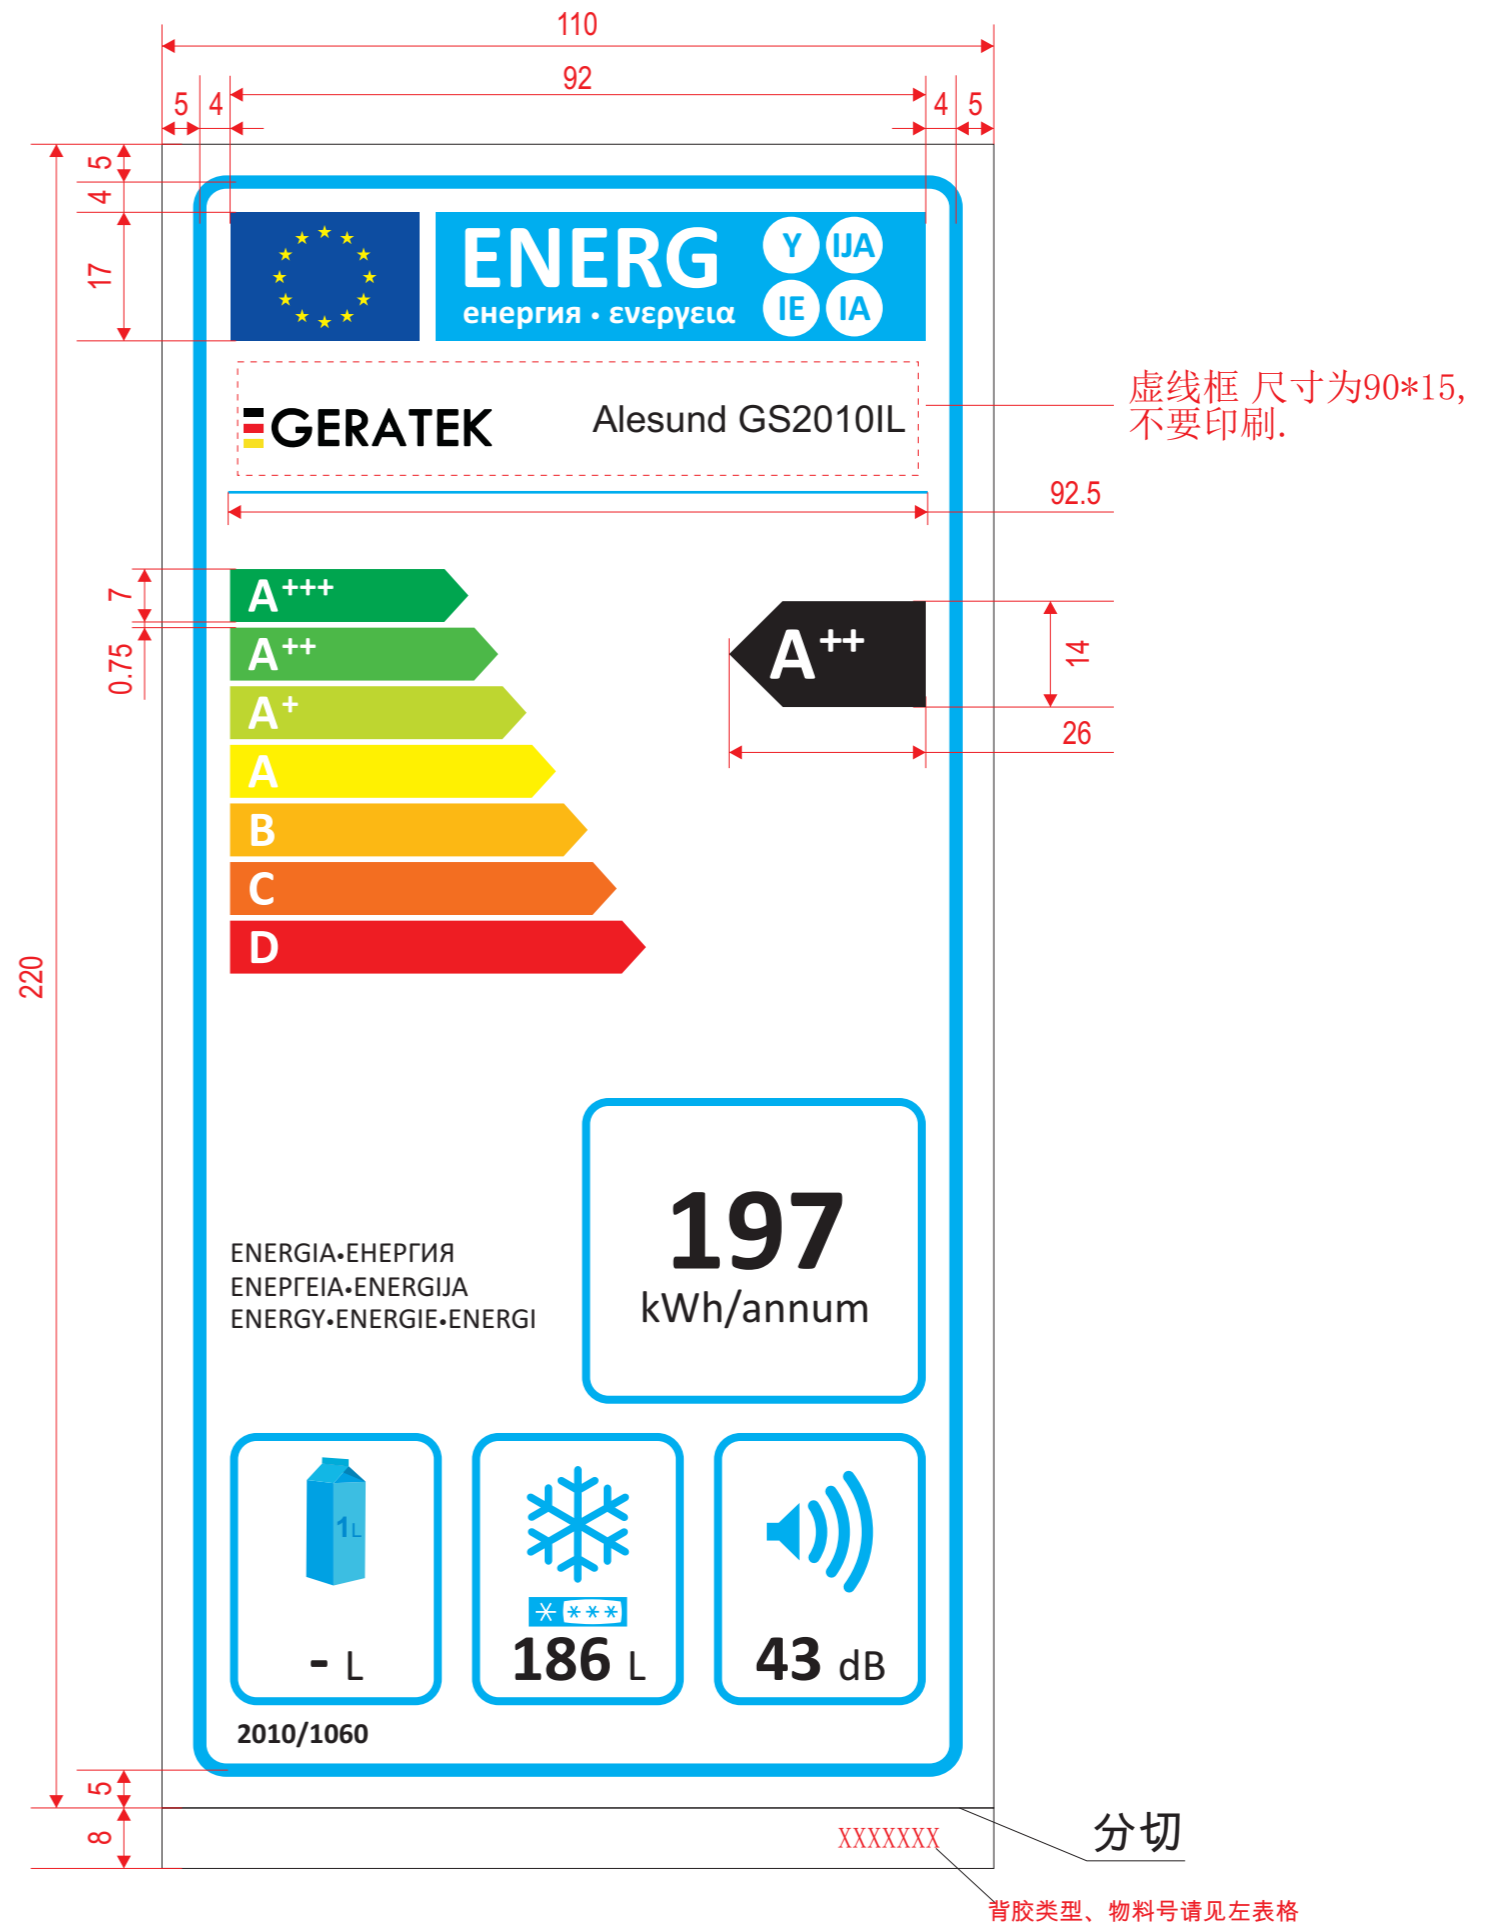 110
92
5
4
4
5
5
4
17
ENERG
енергия · ενεργεια
Y
IJA
IE
IA
GERATEK
Alesund GS2010IL
虚线框 尺寸为90*15,
不要印刷.
92.5
7
0.75
A+++
A++
A+
A
B
C
D
A++
14
26
220
197
kWh/annum
ENERGIA•ЕНЕРГИЯ
ΕΝΕΡΓΕΙΑ•ENERGIJA
ENERGY•ENERGIE•ENERGI
1L
- L
186 L
43 dB
2010/1060
5
8
XXXXXXX
分切
背胶类型、物料号请见左表格